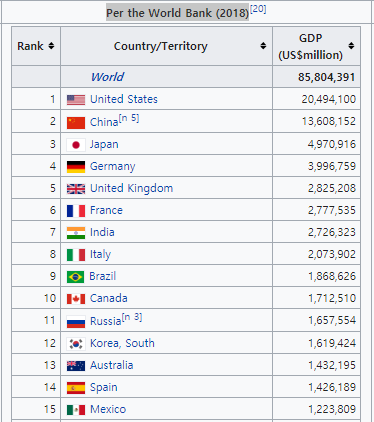 Per the World Bank (2018)[20]
Rank Country/Territory GDP (US$million)
World 85,804,391
1 United States 20,494,100
2 China[n 5] 13,608,152
3 Japan 4,970,916
4 Germany 3,996,759
5 United Kingdom 2,825,208
6 France 2,777,535
7 India 2,726,323
8 Italy 2,073,902
9 Brazil 1,868,626
10 Canada 1,712,510
11 Russia[n 3] 1,657,554
12 Korea, South 1,619,424
13 Australia 1,432,195
14 Spain 1,426,189
15 Mexico 1,223,809